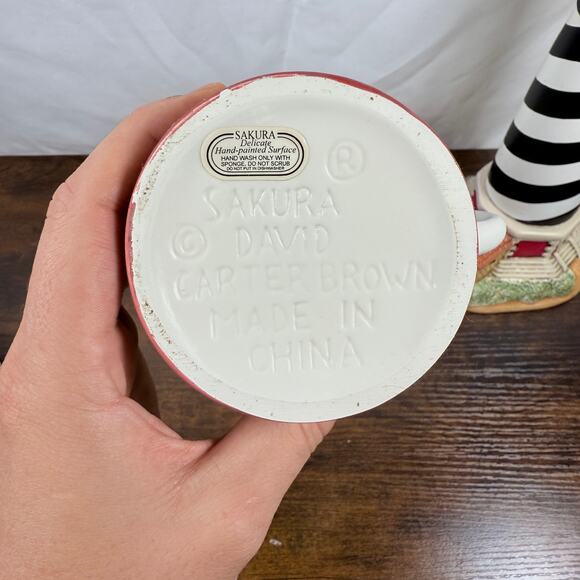 SAKURA
Delicate
Hand-painted Surface
HAND WASH ONLY WITH
SPONGE. DO NOT SCRUB
DO NOT PUT IN DISHWASHER
®
SAKURA
© DAVID
CARTER BROWN.
MADE IN
CHINA